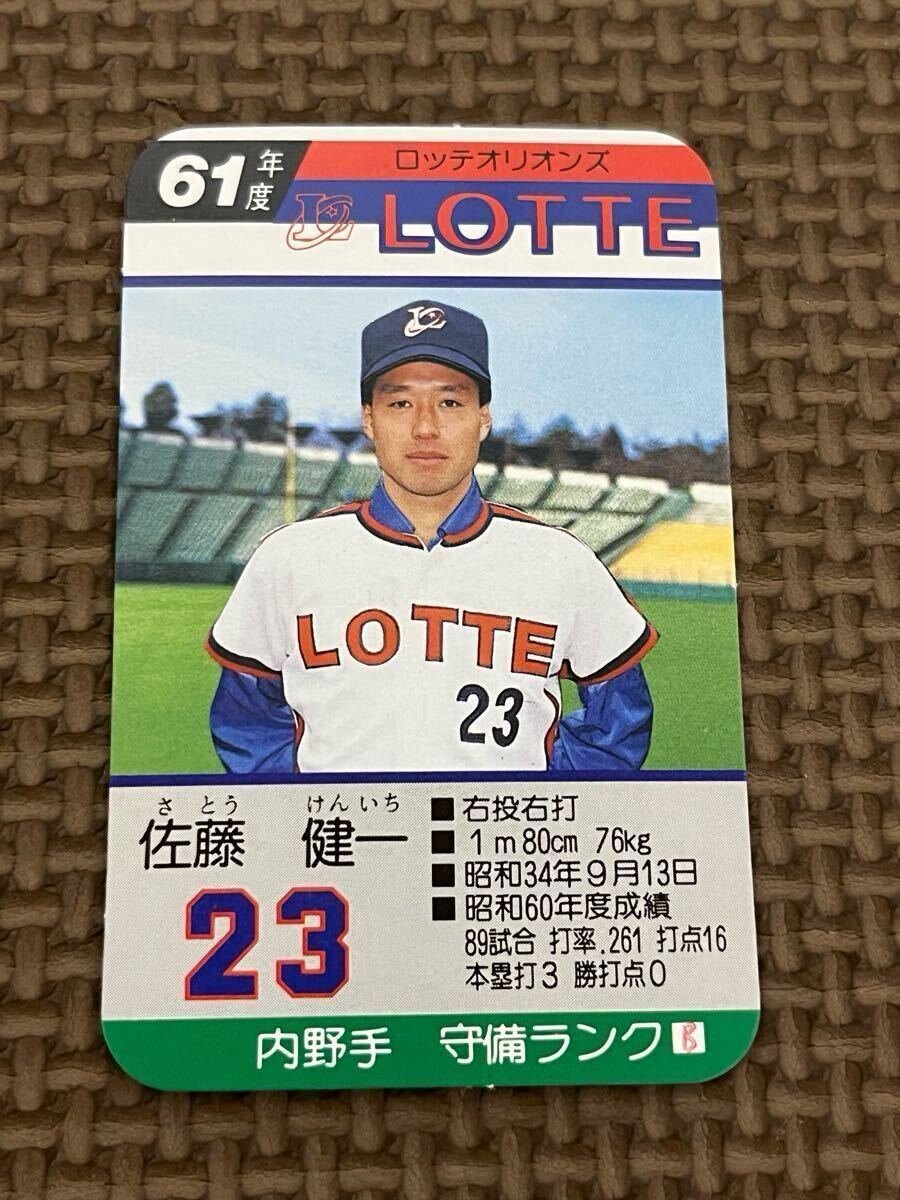 61年度
ロッテオリオンズ
LOTTE
LOTTE
23
さとう けんいち
佐藤 健一
23
■右投右打
■1m80cm 76kg
■昭和34年9月13日
■昭和60年度成績
89試合 打率.261 打点16
本塁打3 勝打点0
内野手 守備ランクB